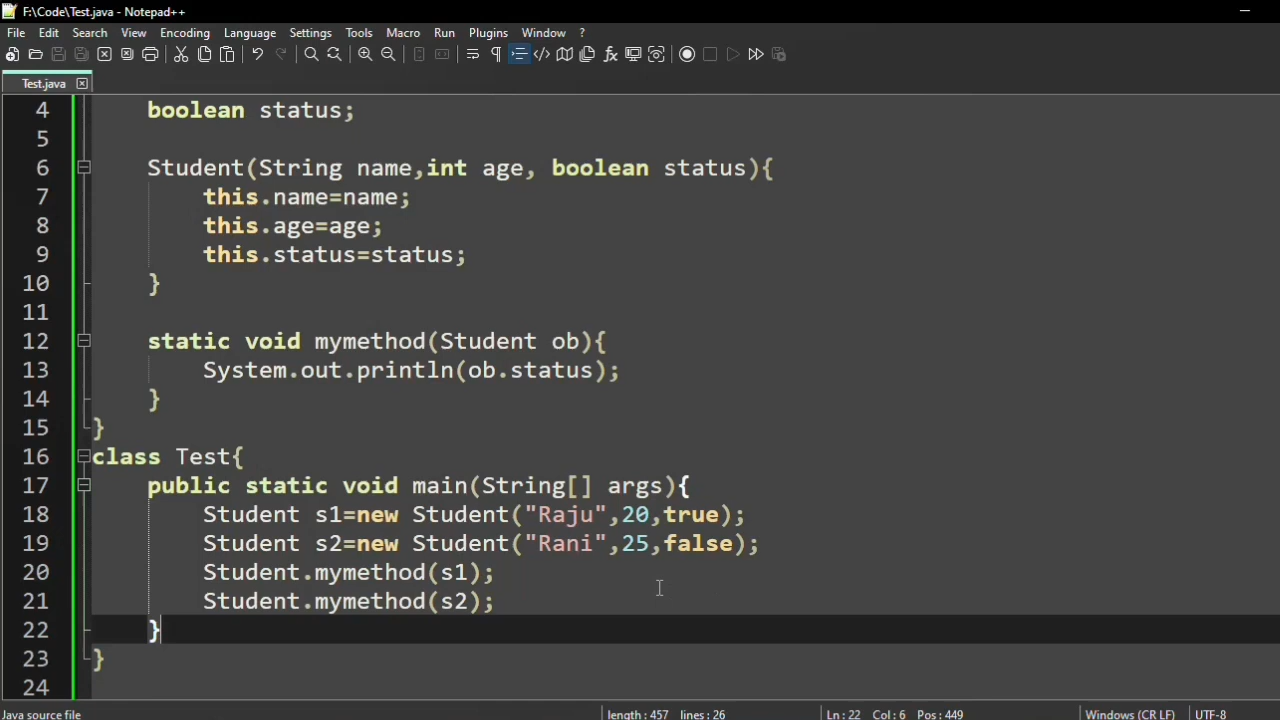 F:\Code\Test.java - Notepad++
File Edit Search View Encoding Language Settings Tools Macro Run Plugins Window ?
Test.java
4 boolean status;
5
6 Student(String name,int age, boolean status){
7 this.name=name;
8 this.age=age;
9 this.status=status;
10 }
11
12 static void mymethod(Student ob){
13 System.out.println(ob.status);
14 }
15 }
16 class Test{
17 public static void main(String[] args){
18 Student s1=new Student("Raju",20,true);
19 Student s2=new Student("Rani",25,false);
20 Student.mymethod(s1);
21 Student.mymethod(s2);
22 }
23 }
24
Java source file length : 457 lines : 26 Ln : 22 Col : 6 Pos : 449 Windows (CR LF) UTF-8